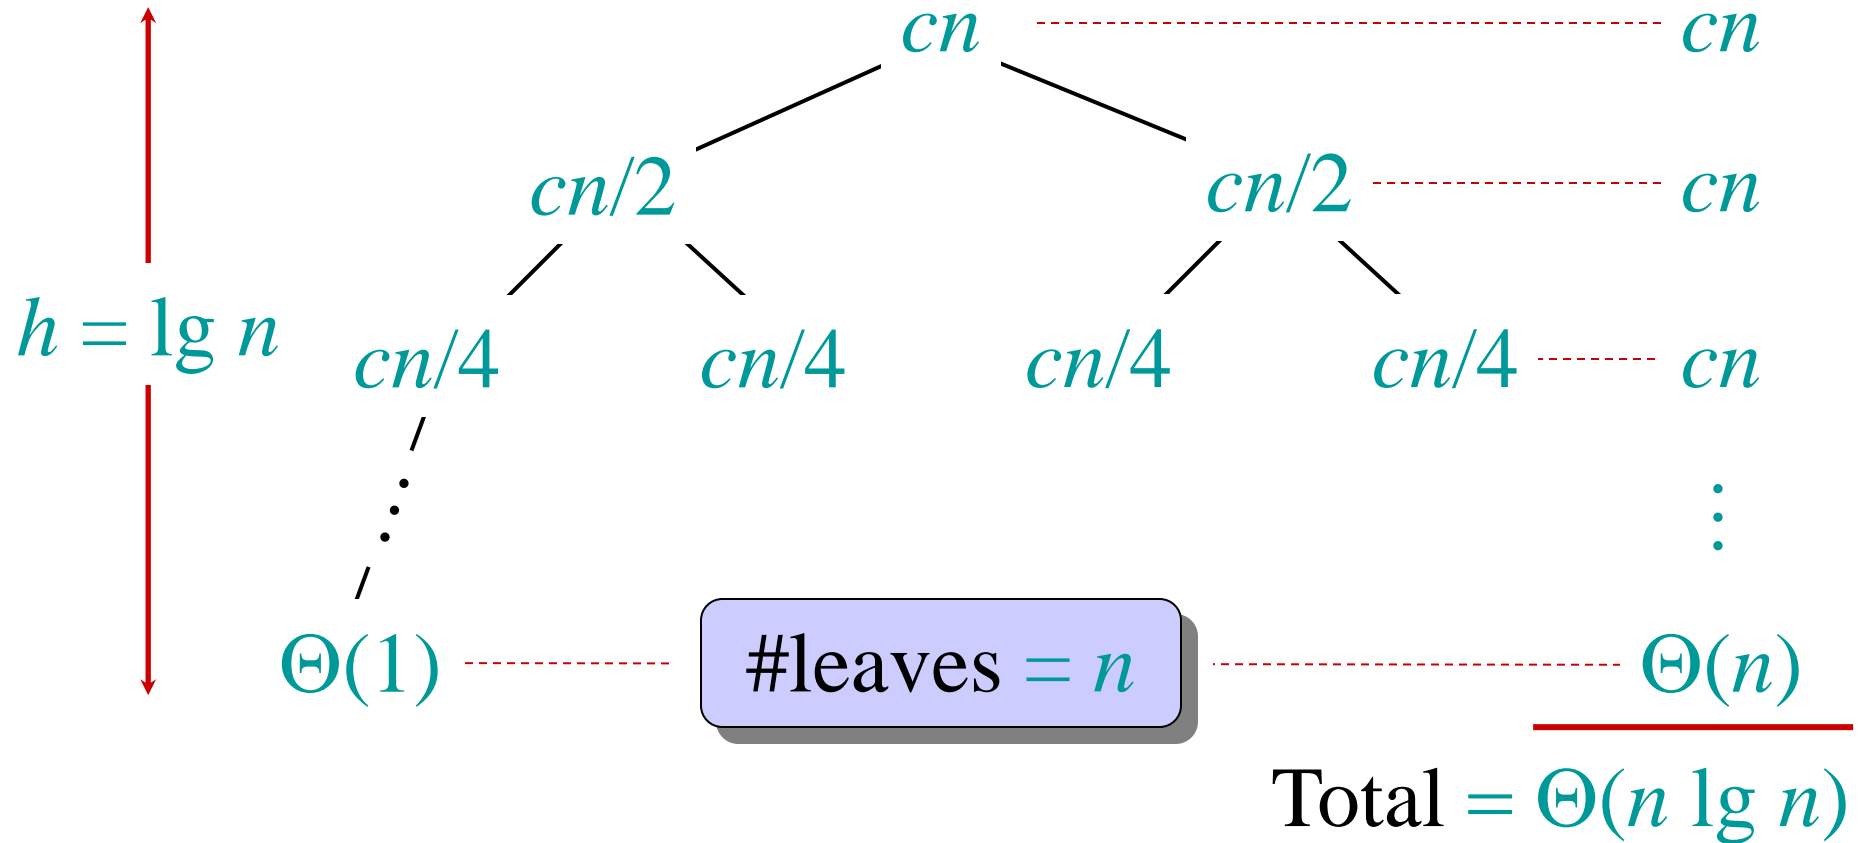 cn cn
cn/2 cn/2 cn
h = lg n
cn/4 cn/4 cn/4 cn/4 cn
Θ(1) #leaves = n Θ(n)
Total = Θ(n lg n)